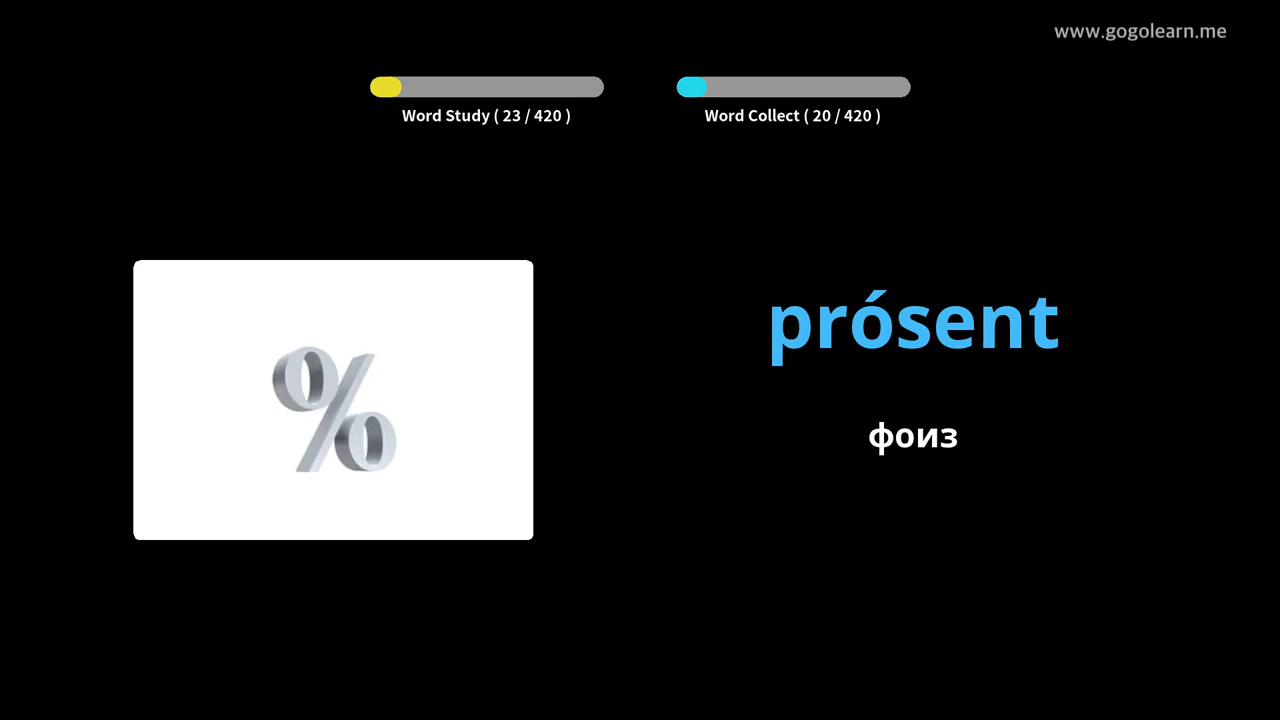 www.gogolearn.me
Word Study ( 23 / 420 )
Word Collect ( 20 / 420 )
%
prósent
фоиз